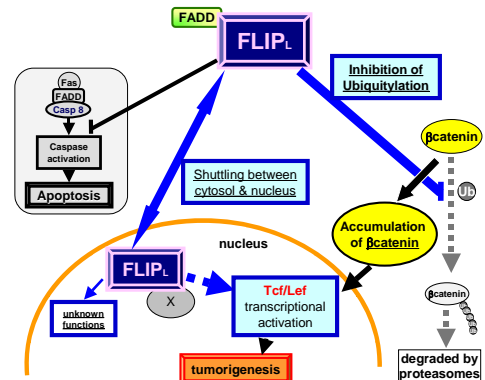 FADD
FLIPL
Inhibition of
Ubiquitylation
Fas
FADD
Casp 8
Caspase
activation
Apoptosis
βcatenin
Ub
Shuttling between
cytosol & nucleus
Accumulation
of βcatenin
nucleus
FLIPL
X
Tcf/Lef
transcriptional
activation
unknown
functions
βcatenin
tumorigenesis
degraded by
proteasomes